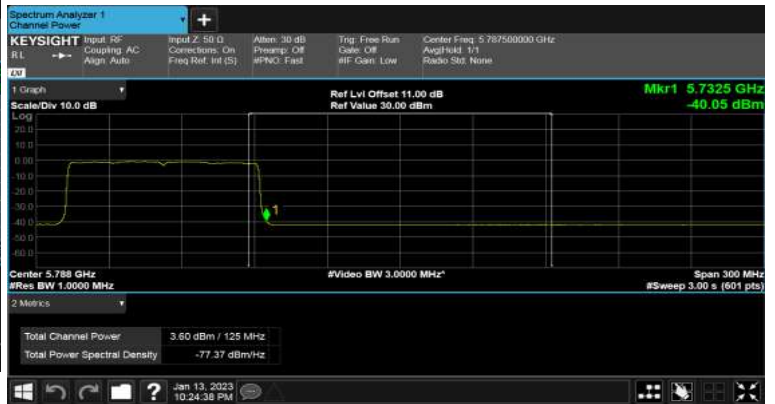 Spectrum Analyzer 1
Channel Power
+
KEYSIGHT Input: RF Input Z: 50 Ω Atten: 30 dB Trig: Free Run Center Freq: 5.787500000 GHz
RL Coupling: AC Corrections: On Preamp: Off Gate: Off Avg|Hold: 1/1
Align: Auto Freq Ref: Int (S) #PNO: Fast #IF Gain: Low Radio Std: None
LXI
1 Graph
Ref Lvl Offset 11.00 dB Mkr1 5.7325 GHz
Scale/Div 10.0 dB Ref Value 30.00 dBm -40.05 dBm
Log
20.0
10.0
0.00
-10.0
-20.0
-30.0
-40.0
-50.0
-60.0
1
Center 5.788 GHz #Video BW 3.0000 MHz* Span 300 MHz
#Res BW 1.0000 MHz #Sweep 3.00 s (601 pts)
2 Metrics
Total Channel Power 3.60 dBm / 125 MHz
Total Power Spectral Density -77.37 dBm/Hz
? Jan 13, 2023
10:24:38 PM